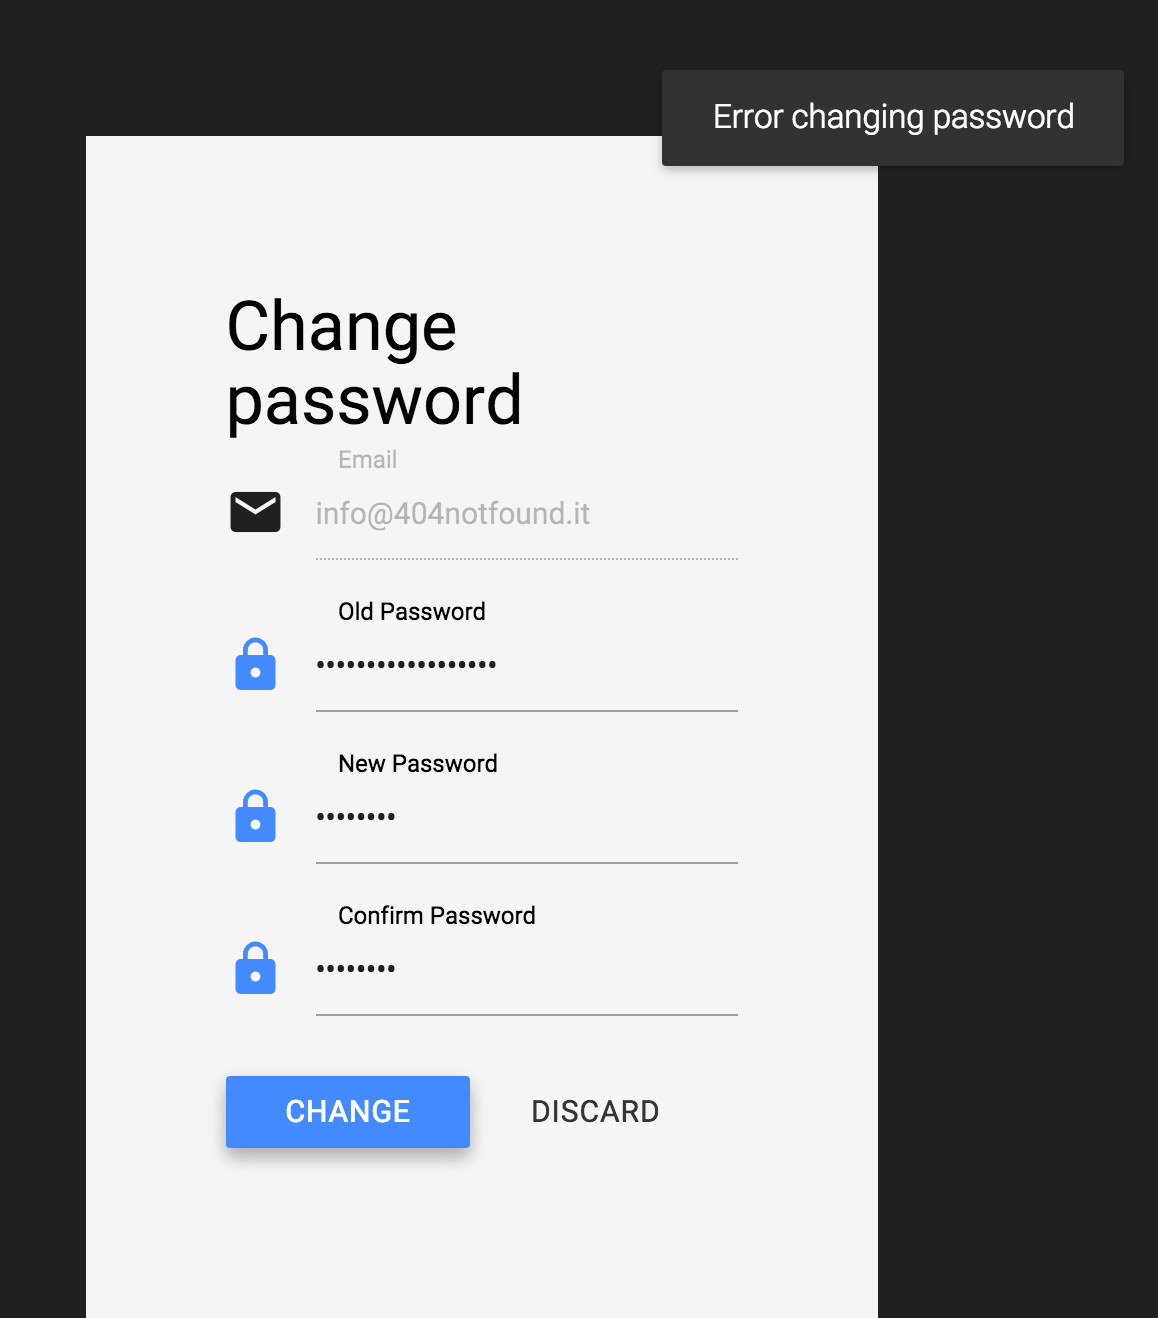 Error changing password
Change
password
Email
info@404notfound.it
Old Password
••••••••••••••••••
New Password
••••••••
Confirm Password
••••••••
CHANGE DISCARD